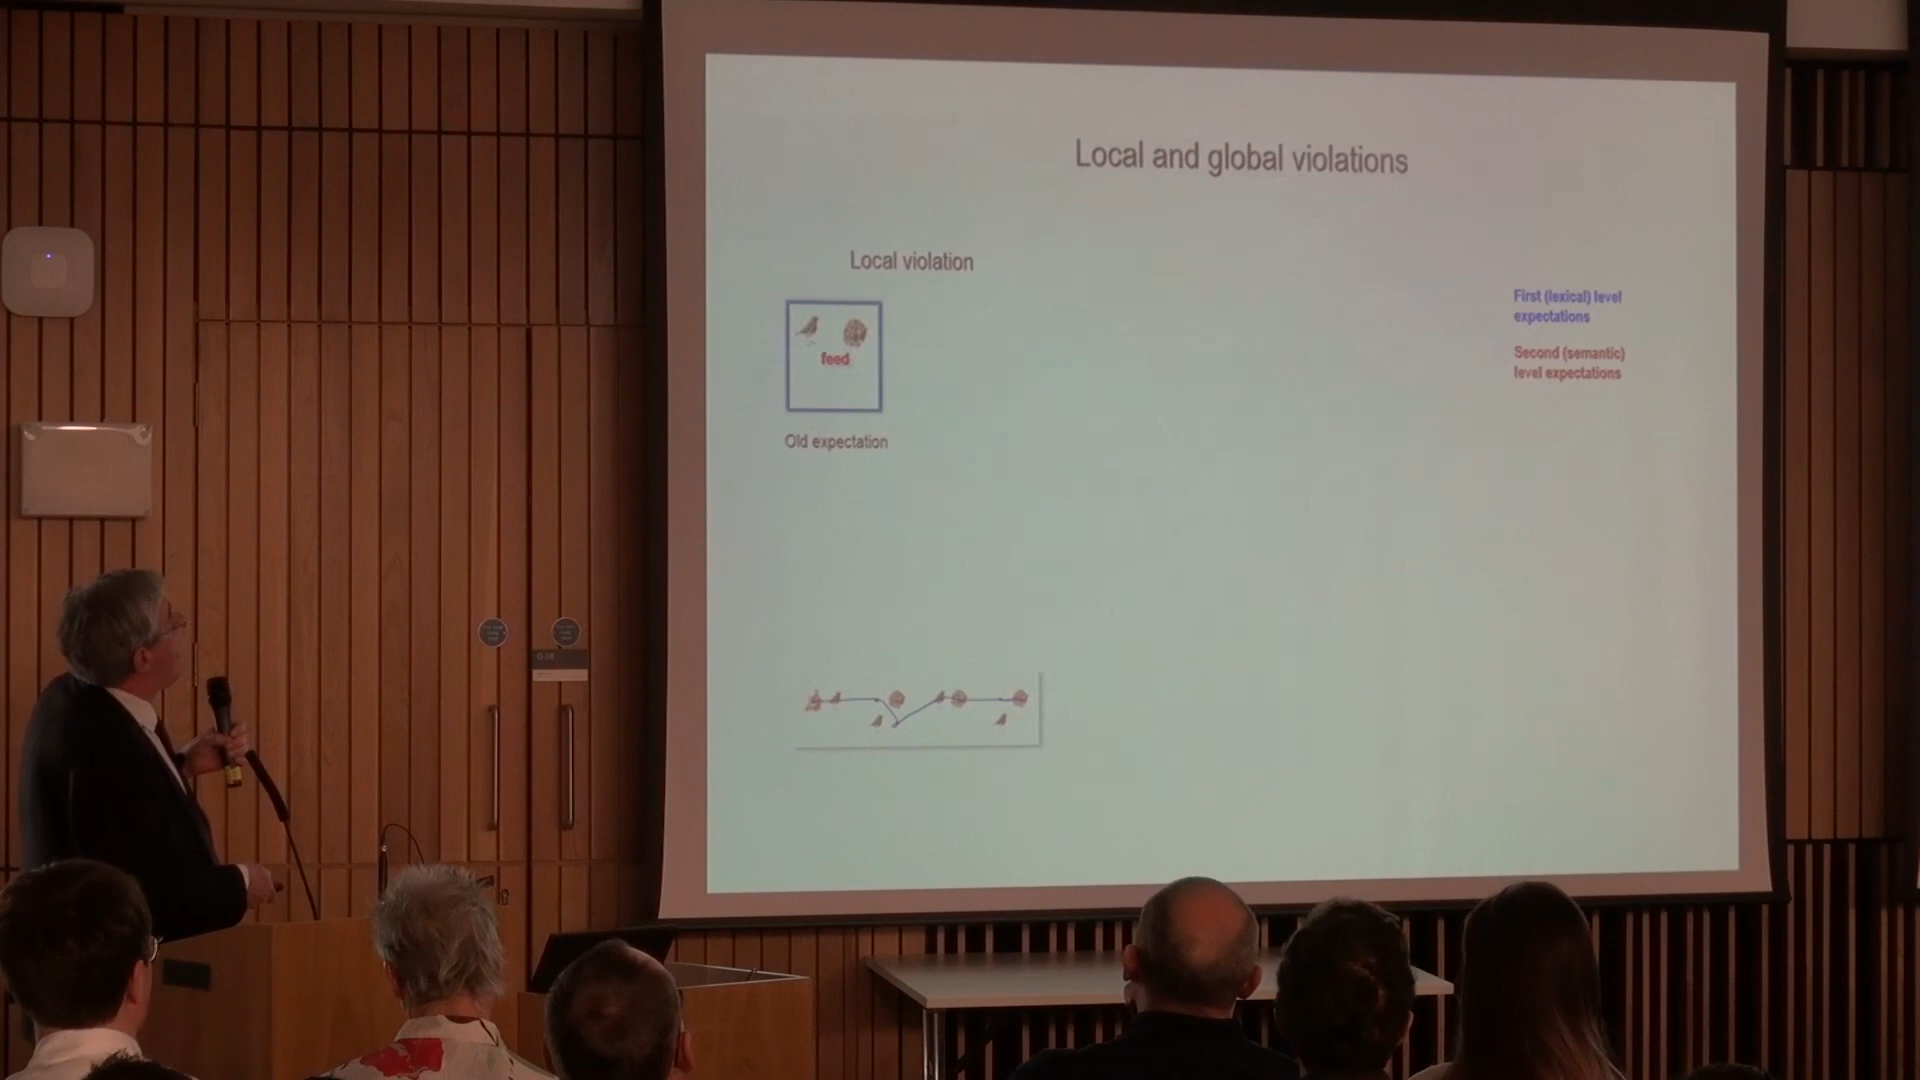 Local and global violations
Local violation
feed
Old expectation
First (lexical) level
expectations
Second (semantic)
level expectations